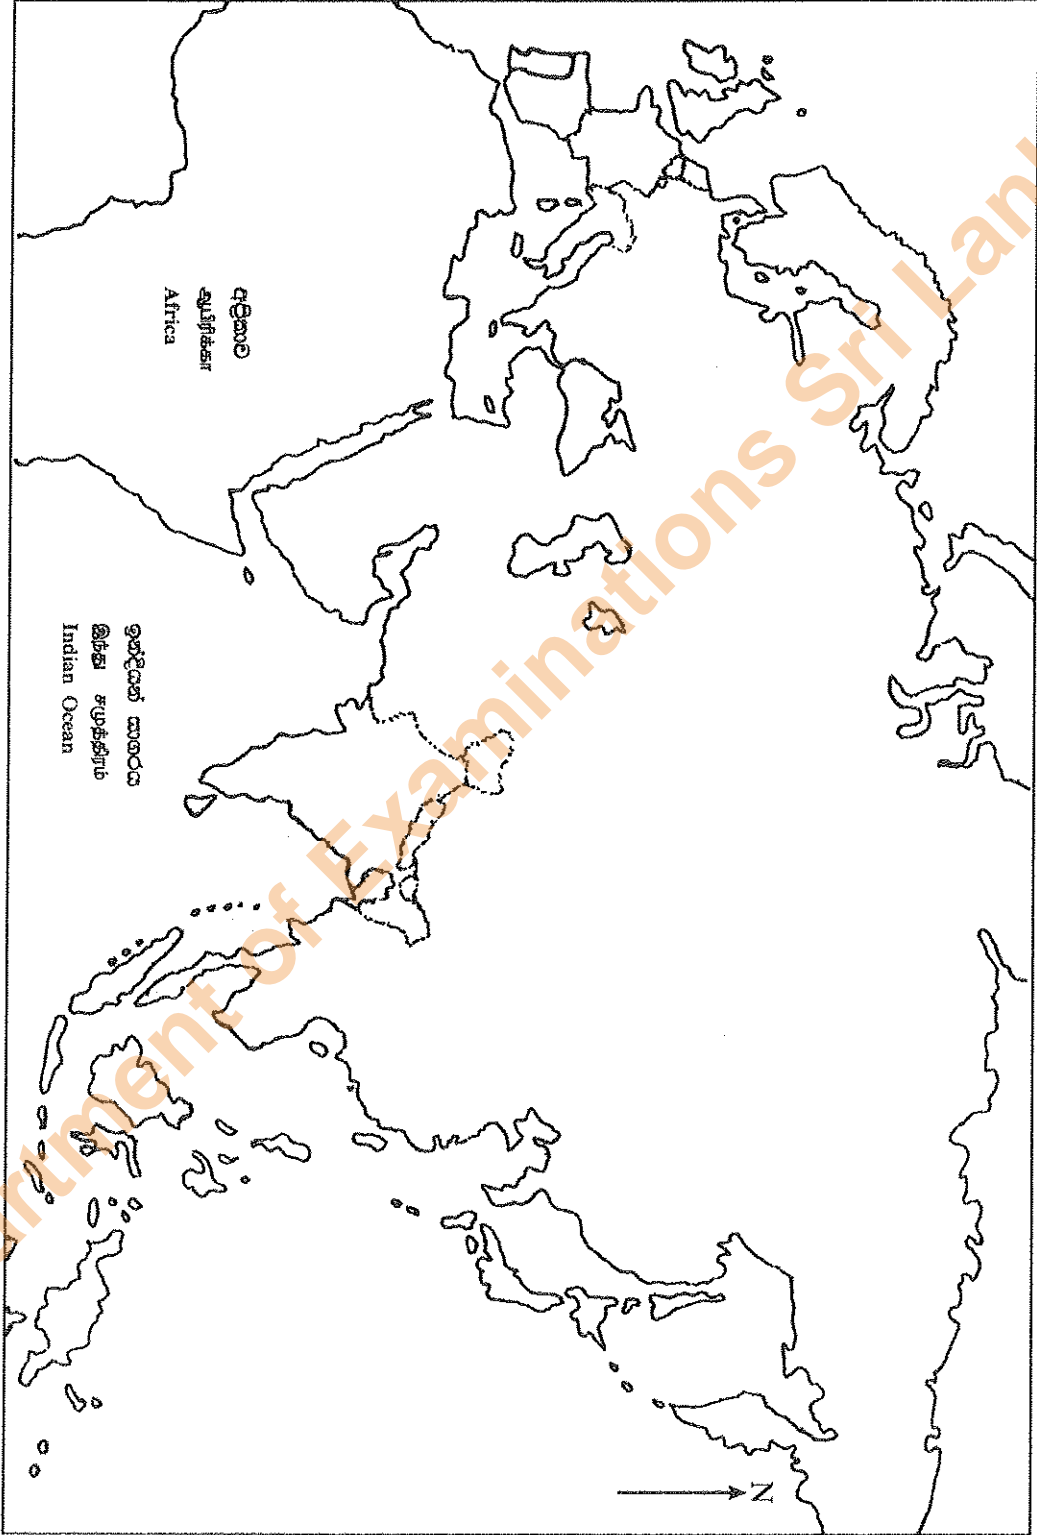 අප්‍රිකාව
ஆபிரிக்கா
Africa
ඉන්දියන් සාගරය
இந்து சமுத்திரம்
Indian Ocean
N
Department of Examinations Sri Lanka